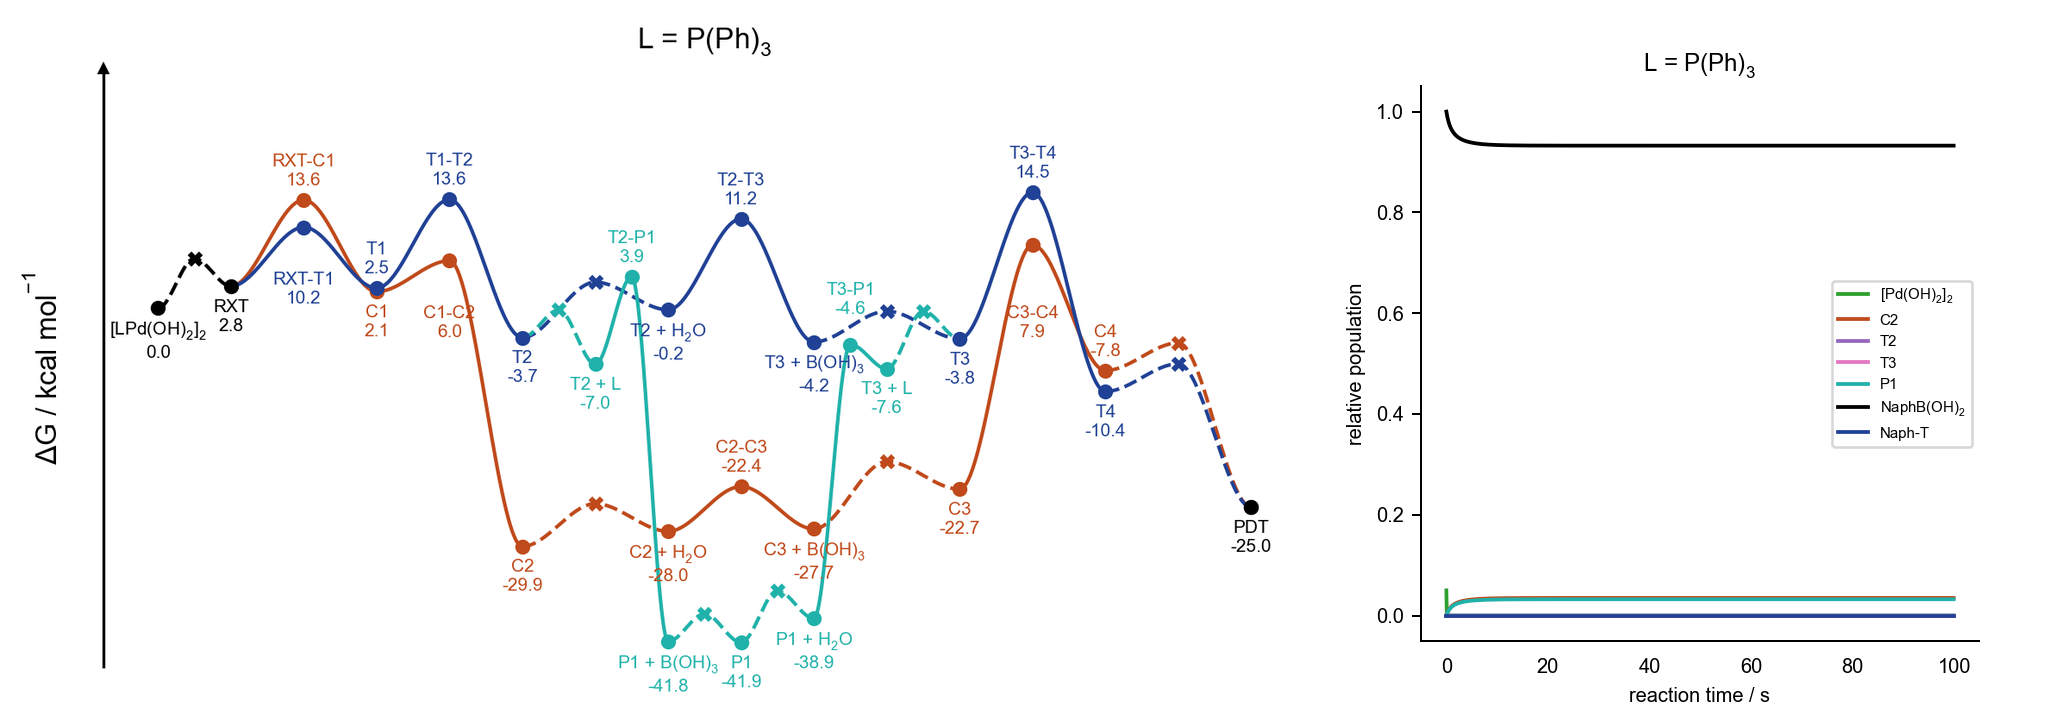 L = P(Ph)₃
ΔG / kcal mol⁻¹
[LPd(OH)₂]₂
0.0
RXT
2.8
RXT-C1
13.6
RXT-T1
10.2
T1
2.5
C1
2.1
T1-T2
13.6
C1-C2
6.0
T2
-3.7
C2
-29.9
T2 + L
-7.0
T2-P1
3.9
T2 + H₂O
-0.2
C2 + H₂O
-28.0
P1 + B(OH)₃
-41.8
T2-T3
11.2
C2-C3
-22.4
P1
-41.9
T3 + B(OH)₃
-4.2
C3 + B(OH)₃
-27.7
P1 + H₂O
-38.9
T3-P1
-4.6
T3 + L
-7.6
T3
-3.8
C3
-22.7
T3-T4
14.5
C3-C4
7.9
C4
-7.8
T4
-10.4
PDT
-25.0
L = P(Ph)₃
relative population
1.0
0.8
0.6
0.4
0.2
0.0
[Pd(OH)₂]₂
C2
T2
T3
P1
NaphB(OH)₂
Naph-T
0 20 40 60 80 100
reaction time / s